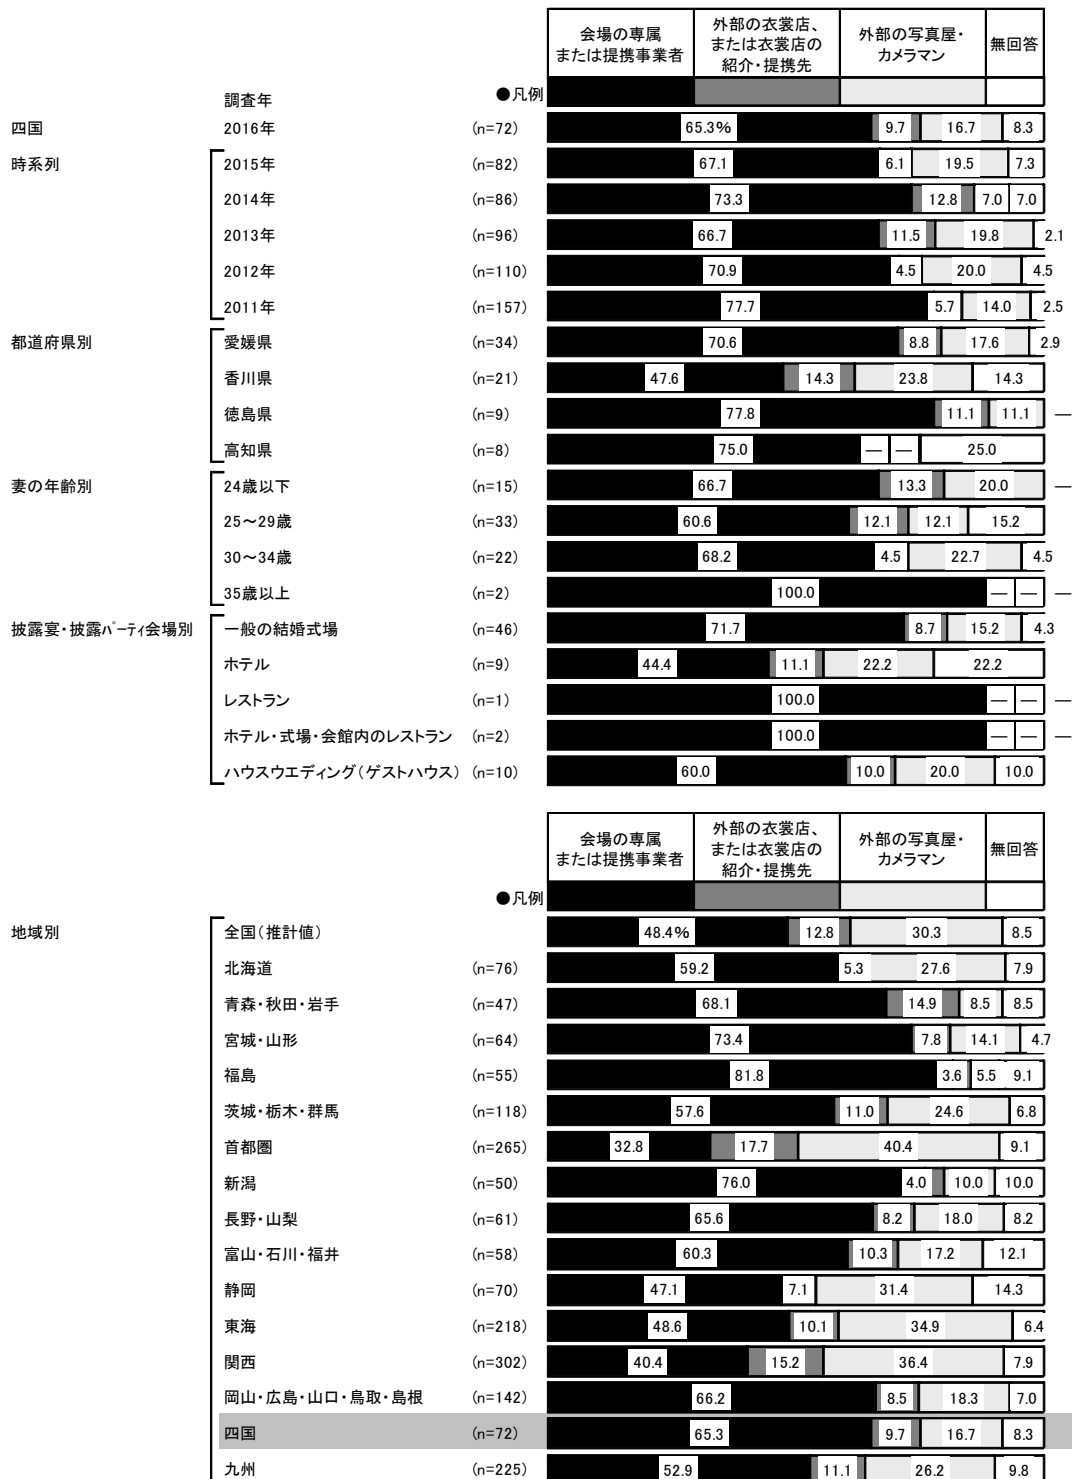 会場の専属
または提携事業者
外部の衣裳店、
または衣裳店の
紹介・提携先
外部の写真屋・
カメラマン
無回答
調査年 ●凡例
四国 2016年 (n=72) 65.3% 9.7 16.7 8.3
時系列 2015年 (n=82) 67.1 6.1 19.5 7.3
2014年 (n=86) 73.3 12.8 7.0 7.0
2013年 (n=96) 66.7 11.5 19.8 2.1
2012年 (n=110) 70.9 4.5 20.0 4.5
2011年 (n=157) 77.7 5.7 14.0 2.5
都道府県別 愛媛県 (n=34) 70.6 8.8 17.6 2.9
香川県 (n=21) 47.6 14.3 23.8 14.3
徳島県 (n=9) 77.8 11.1 11.1 ―
高知県 (n=8) 75.0 ― ― 25.0
妻の年齢別 24歳以下 (n=15) 66.7 13.3 20.0 ―
25～29歳 (n=33) 60.6 12.1 12.1 15.2
30～34歳 (n=22) 68.2 4.5 22.7 4.5
35歳以上 (n=2) 100.0 ― ― ―
披露宴・披露パーティ会場別 一般の結婚式場 (n=46) 71.7 8.7 15.2 4.3
ホテル (n=9) 44.4 11.1 22.2 22.2
レストラン (n=1) 100.0 ― ― ―
ホテル・式場・会館内のレストラン (n=2) 100.0 ― ― ―
ハウスウエディング（ゲストハウス） (n=10) 60.0 10.0 20.0 10.0
会場の専属
または提携事業者
外部の衣裳店、
または衣裳店の
紹介・提携先
外部の写真屋・
カメラマン
無回答
●凡例
地域別 全国（推計値） 48.4% 12.8 30.3 8.5
北海道 (n=76) 59.2 5.3 27.6 7.9
青森・秋田・岩手 (n=47) 68.1 14.9 8.5 8.5
宮城・山形 (n=64) 73.4 7.8 14.1 4.7
福島 (n=55) 81.8 3.6 5.5 9.1
茨城・栃木・群馬 (n=118) 57.6 11.0 24.6 6.8
首都圏 (n=265) 32.8 17.7 40.4 9.1
新潟 (n=50) 76.0 4.0 10.0 10.0
長野・山梨 (n=61) 65.6 8.2 18.0 8.2
富山・石川・福井 (n=58) 60.3 10.3 17.2 12.1
静岡 (n=70) 47.1 7.1 31.4 14.3
東海 (n=218) 48.6 10.1 34.9 6.4
関西 (n=302) 40.4 15.2 36.4 7.9
岡山・広島・山口・鳥取・島根 (n=142) 66.2 8.5 18.3 7.0
四国 (n=72) 65.3 9.7 16.7 8.3
九州 (n=225) 52.9 11.1 26.2 9.8